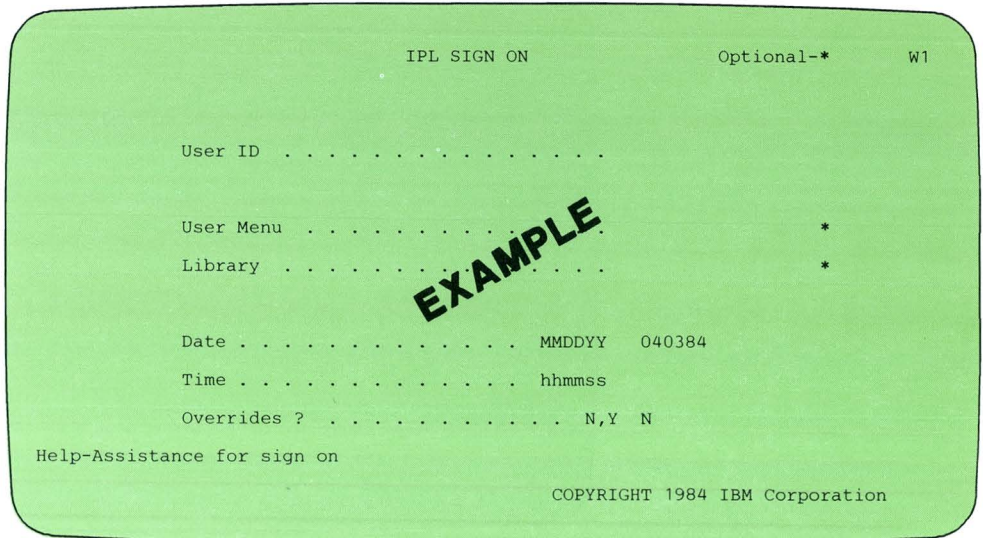 IPL SIGN ON Optional-* W1
User ID . . . . . . . . . . . . . . .
User Menu . . . . . . . . . . . . . . *
Library . . . . . . . . . . . . . . . *
EXAMPLE
Date . . . . . . . . . . . . . MMDDYY 040384
Time . . . . . . . . . . . . . hhmmss
Overrides ? . . . . . . . . . . . N,Y N
Help-Assistance for sign on
COPYRIGHT 1984 IBM Corporation